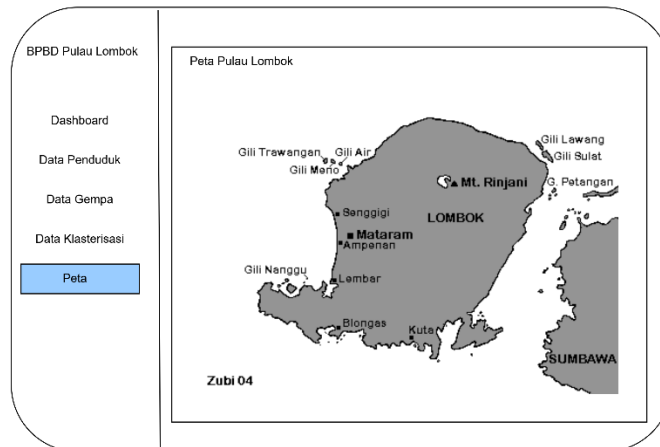 BPBD Pulau Lombok
Dashboard
Data Penduduk
Data Gempa
Data Klasterisasi
Peta
Peta Pulau Lombok
Gili Lawang
Gili Trawangan
Gili Air
Gili Sulat
Gili Meno
Mt. Rinjani
G. Petangan
Senggigi
LOMBOK
Mataram
Ampenan
Gili Nanggu
Lembar
Blongas
Kuta
SUMBAWA
Zubi 04